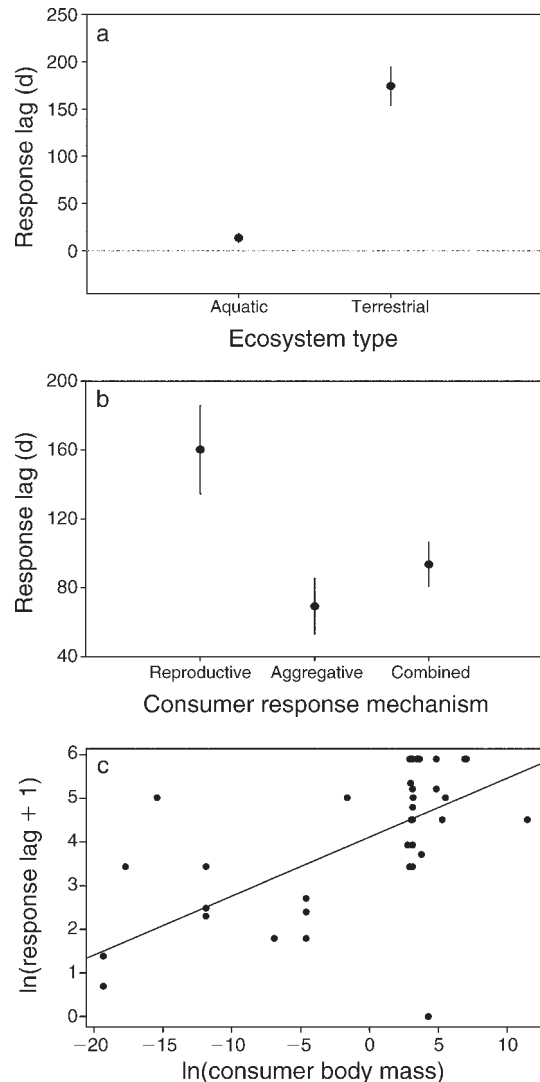 a
250
200
150
100
50
0
Response lag (d)
Aquatic Terrestrial
Ecosystem type
b
200
160
120
80
40
Response lag (d)
Reproductive Aggregative Combined
Consumer response mechanism
c
6
5
4
3
2
1
0
ln(response lag + 1)
−20 −15 −10 −5 0 5 10
ln(consumer body mass)